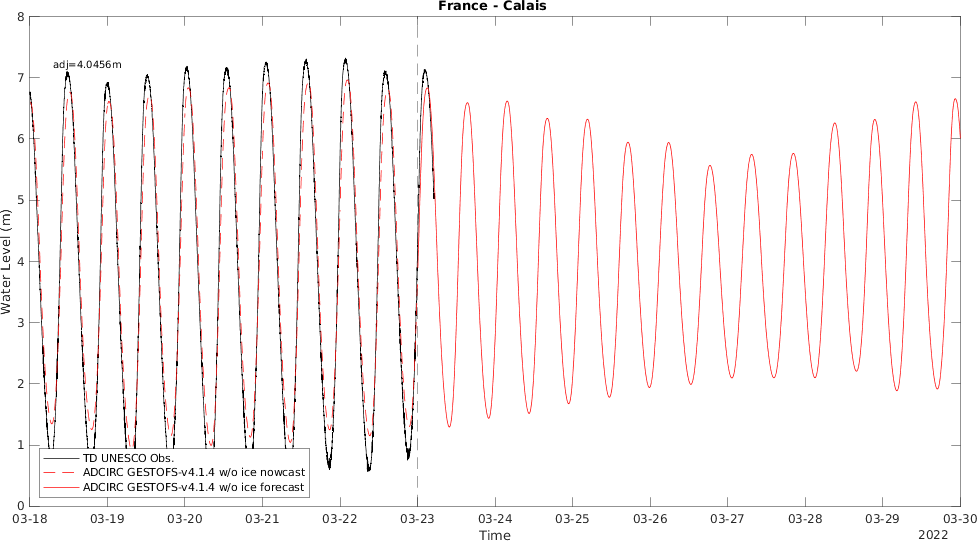 France - Calais
8
adj=4.0456m
7
6
5
4
3
2
1
0
Water Level (m)
TD UNESCO Obs.
ADCIRC GESTOFS-v4.1.4 w/o ice nowcast
ADCIRC GESTOFS-v4.1.4 w/o ice forecast
03-18 03-19 03-20 03-21 03-22 03-23 03-24 03-25 03-26 03-27 03-28 03-29 03-30
Time
2022